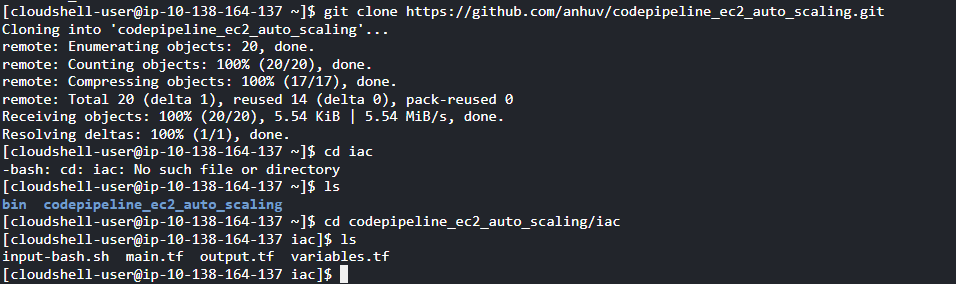 [cloudshell-user@ip-10-138-164-137 ~]$ git clone https://github.com/anhuv/codepipeline_ec2_auto_scaling.git
Cloning into 'codepipeline_ec2_auto_scaling'...
remote: Enumerating objects: 20, done.
remote: Counting objects: 100% (20/20), done.
remote: Compressing objects: 100% (17/17), done.
remote: Total 20 (delta 1), reused 14 (delta 0), pack-reused 0
Receiving objects: 100% (20/20), 5.54 KiB | 5.54 MiB/s, done.
Resolving deltas: 100% (1/1), done.
[cloudshell-user@ip-10-138-164-137 ~]$ cd iac
-bash: cd: iac: No such file or directory
[cloudshell-user@ip-10-138-164-137 ~]$ ls
bin  codepipeline_ec2_auto_scaling
[cloudshell-user@ip-10-138-164-137 ~]$ cd codepipeline_ec2_auto_scaling/iac
[cloudshell-user@ip-10-138-164-137 iac]$ ls
input-bash.sh  main.tf  output.tf  variables.tf
[cloudshell-user@ip-10-138-164-137 iac]$